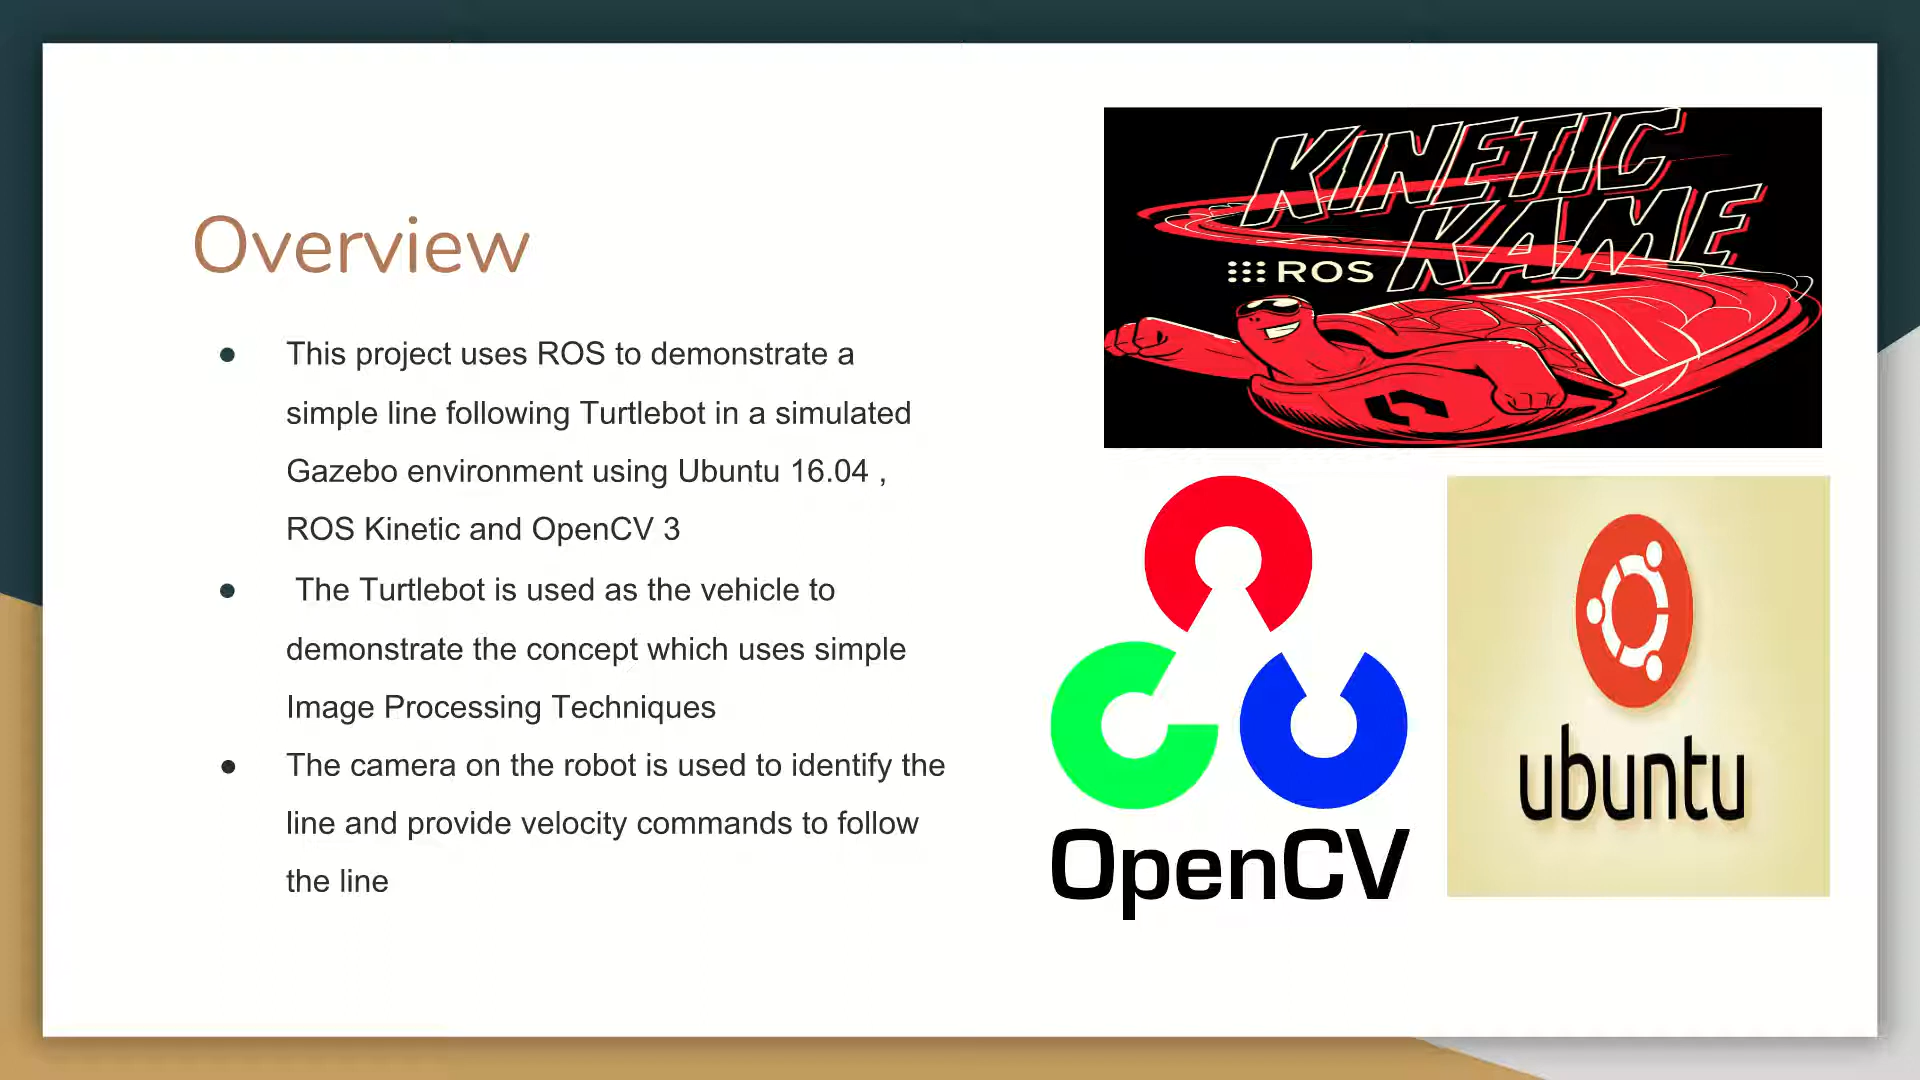 Overview
● This project uses ROS to demonstrate a
simple line following Turtlebot in a simulated
Gazebo environment using Ubuntu 16.04 ,
ROS Kinetic and OpenCV 3
● The Turtlebot is used as the vehicle to
demonstrate the concept which uses simple
Image Processing Techniques
● The camera on the robot is used to identify the
line and provide velocity commands to follow
the line
KINETIC
KAME
ROS
OpenCV
ubuntu